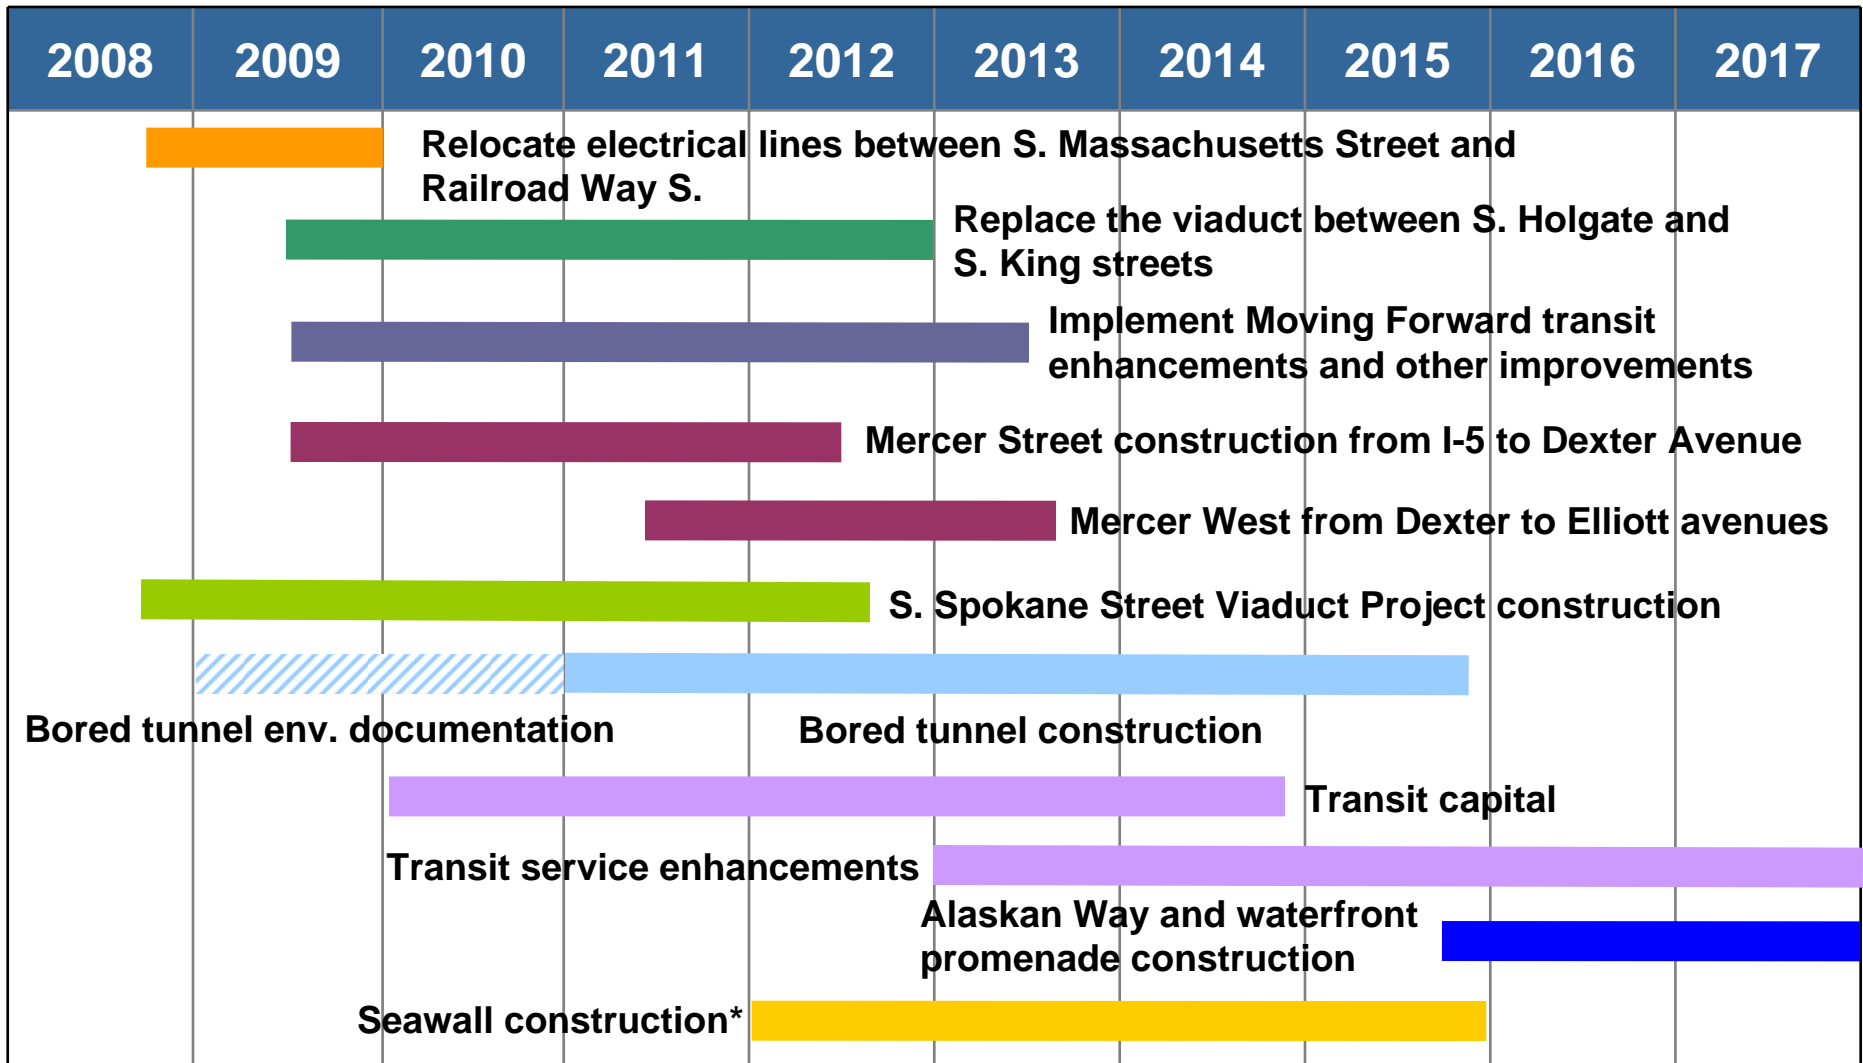 2008 2009 2010 2011 2012 2013 2014 2015 2016 2017
Relocate electrical lines between S. Massachusetts Street and
Railroad Way S.
Replace the viaduct between S. Holgate and
S. King streets
Implement Moving Forward transit
enhancements and other improvements
Mercer Street construction from I-5 to Dexter Avenue
Mercer West from Dexter to Elliott avenues
S. Spokane Street Viaduct Project construction
Bored tunnel env. documentation
Bored tunnel construction
Transit capital
Transit service enhancements
Alaskan Way and waterfront
promenade construction
Seawall construction*